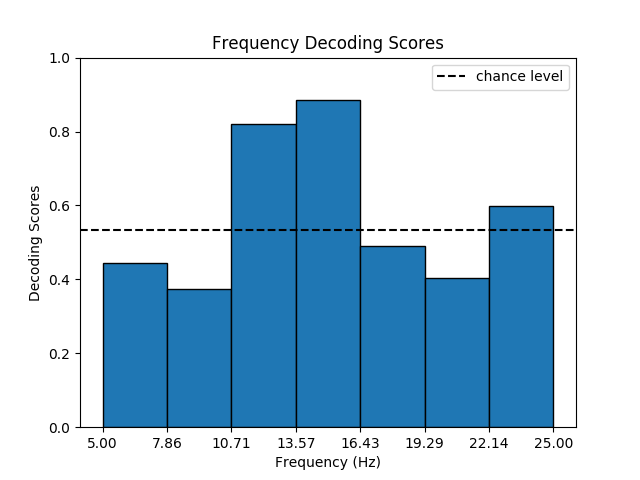 Frequency Decoding Scores
1.0
chance level
0.8
0.6
0.4
0.2
0.0
Decoding Scores
5.00 7.86 10.71 13.57 16.43 19.29 22.14 25.00
Frequency (Hz)